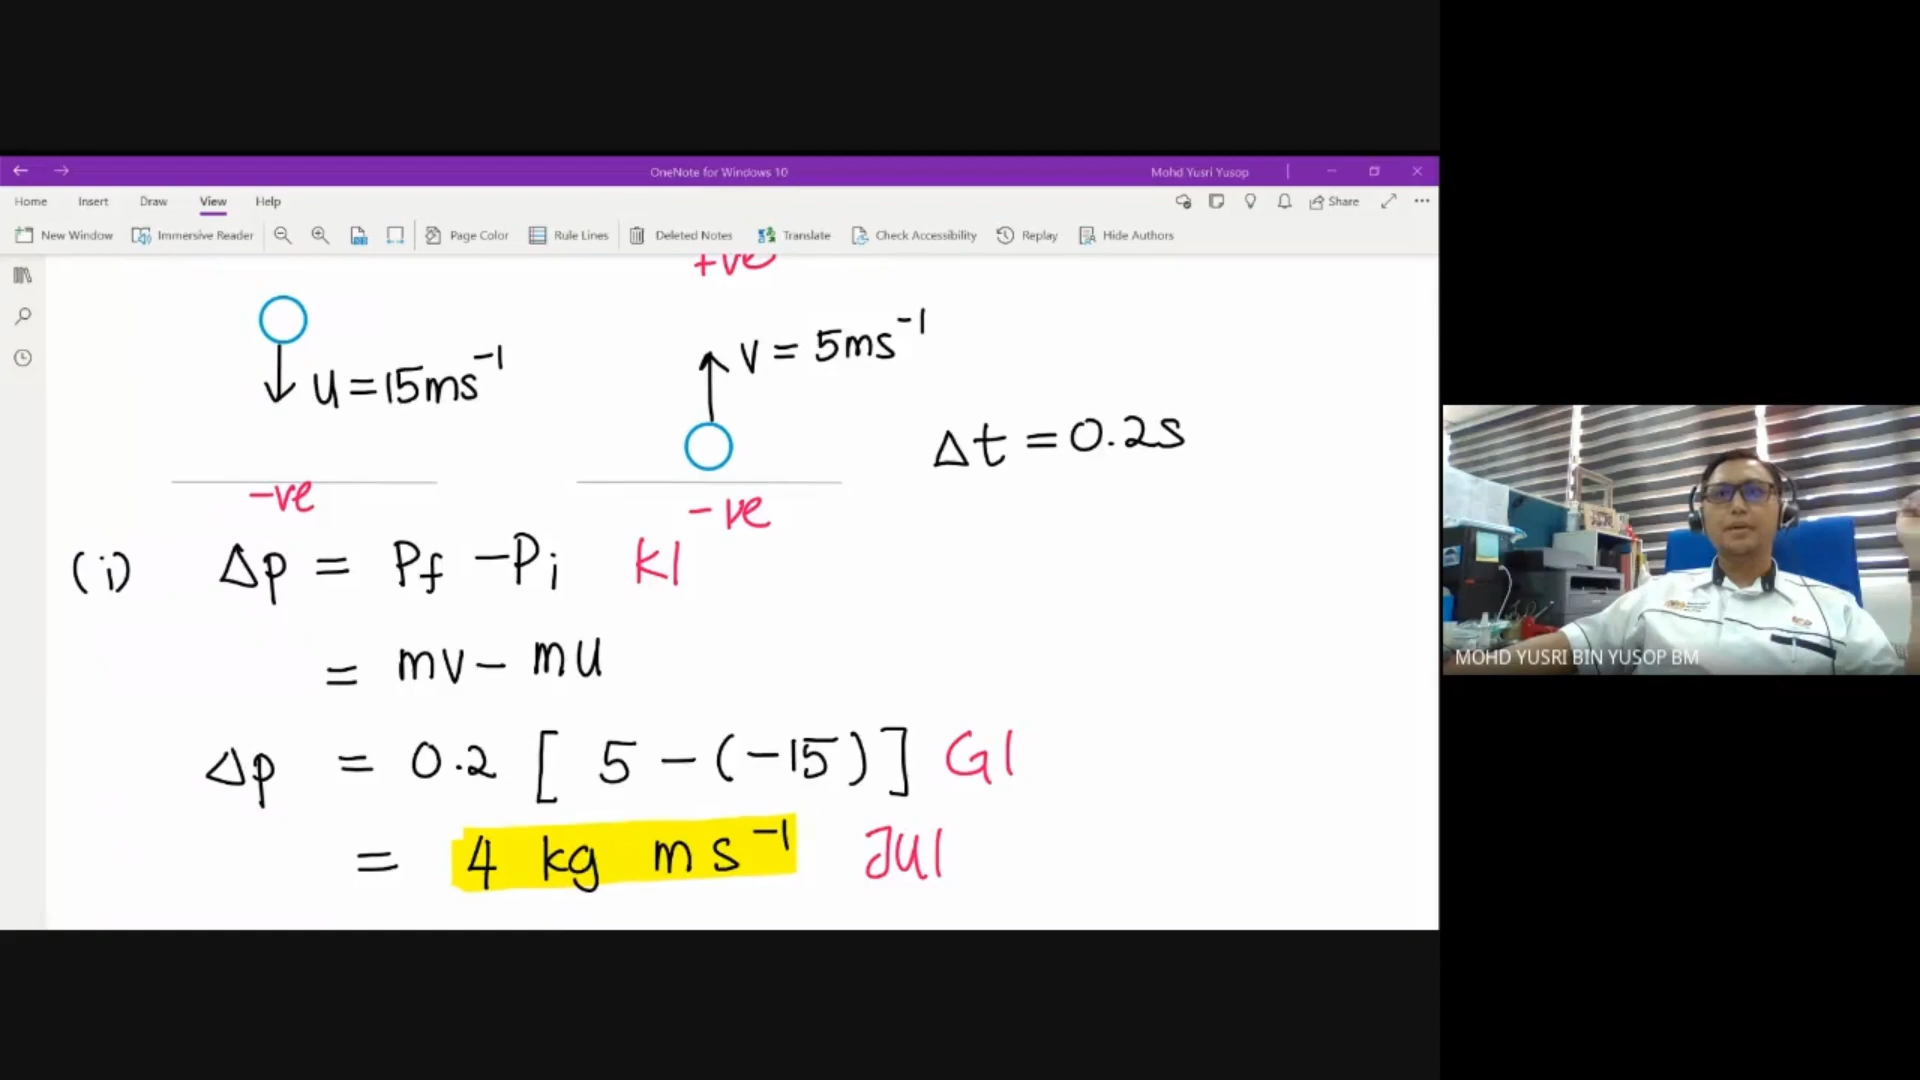 OneNote for Windows 10
Mohd Yusri Yusop
Home Insert Draw View Help
Share
New Window Immersive Reader Page Color Rule Lines Deleted Notes Translate Check Accessibility Replay Hide Authors
+ve
u = 15ms⁻¹
v = 5ms⁻¹
Δt = 0.2s
-ve
-ve
(i) Δp = Pf - Pi K1
= mv - mu
Δp = 0.2 [ 5 - (-15) ] G1
= 4 kg m s⁻¹ JU1
MOHD YUSRI BIN YUSOP BM